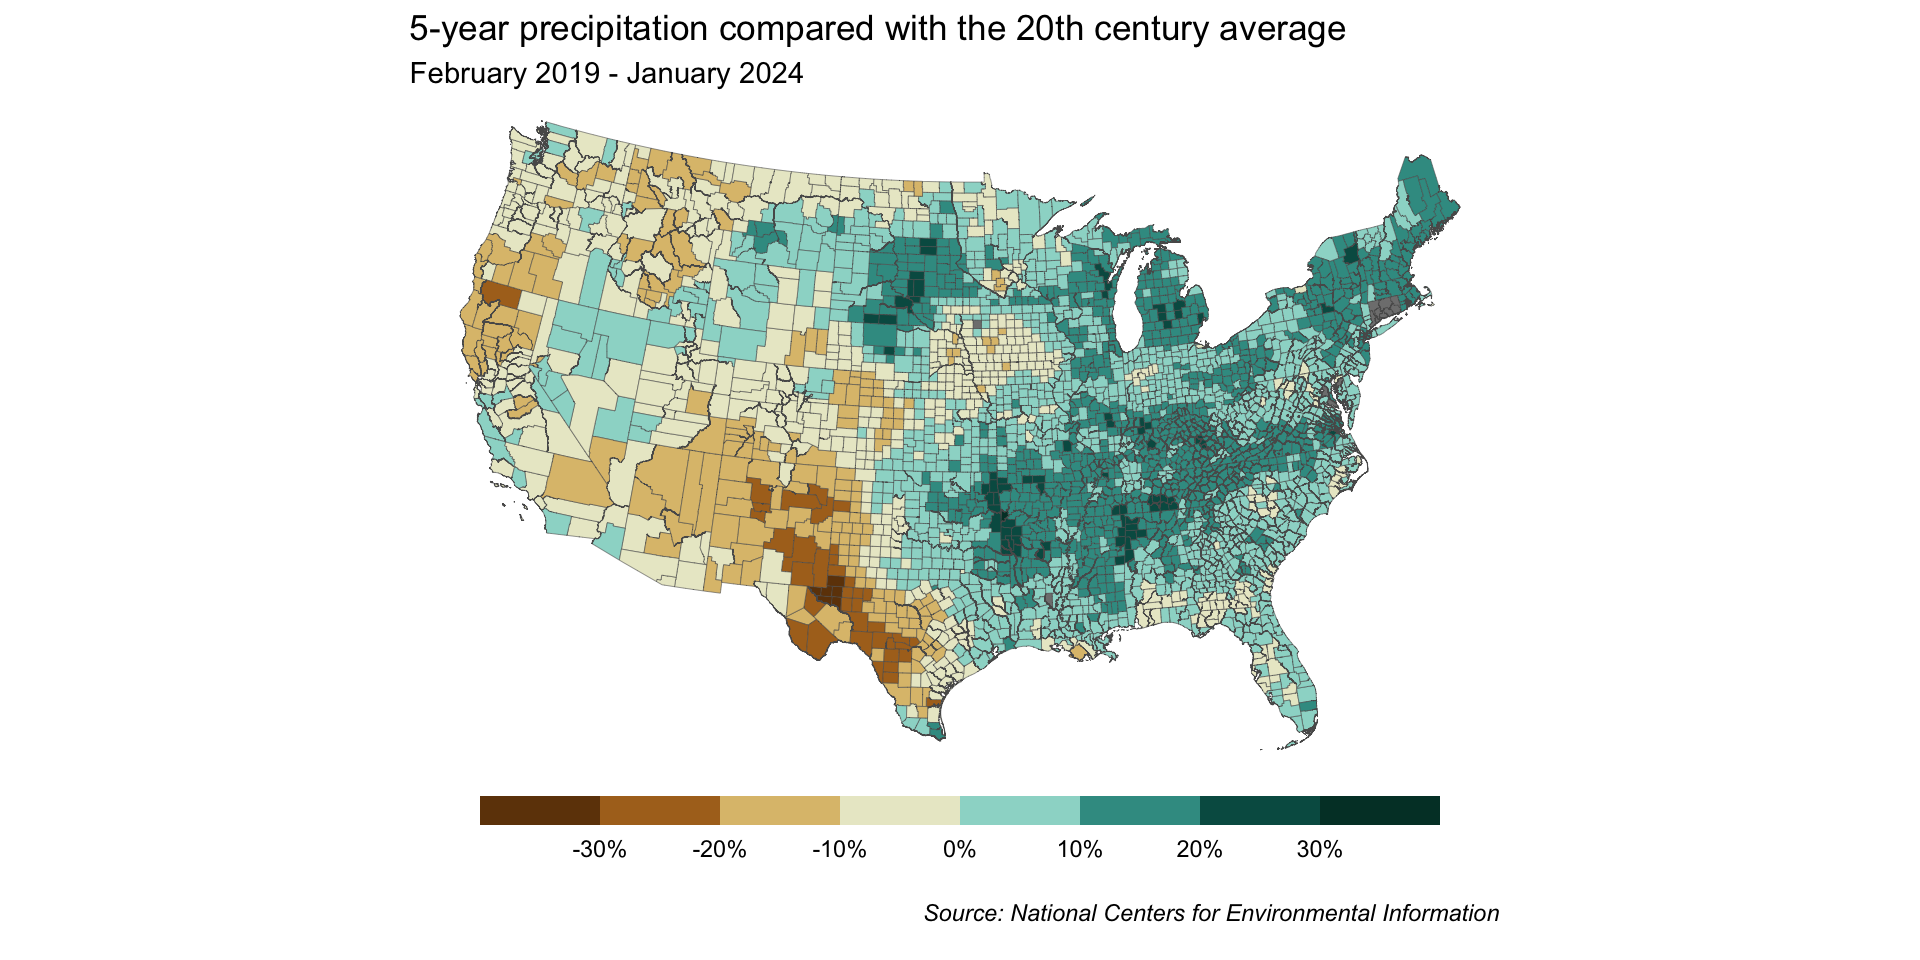 5-year precipitation compared with the 20th century average
February 2019 - January 2024
-30% -20% -10% 0% 10% 20% 30%
Source: National Centers for Environmental Information